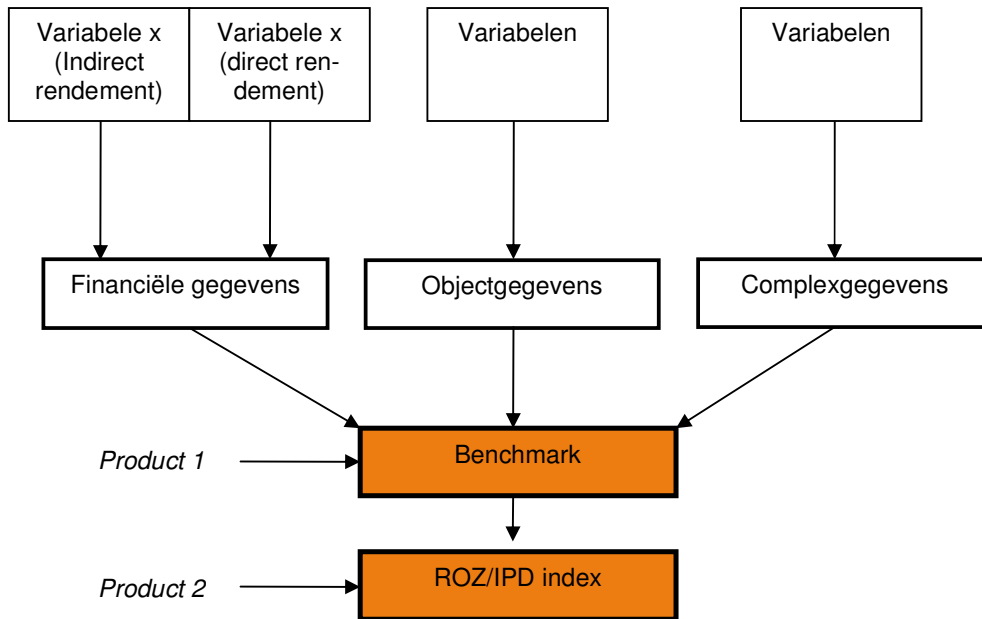 Variabele x
(Indirect
rendement)
Variabele x
(direct ren-
dement)
Variabelen
Variabelen
Financiële gegevens
Objectgegevens
Complexgegevens
Product 1
Benchmark
Product 2
ROZ/IPD index